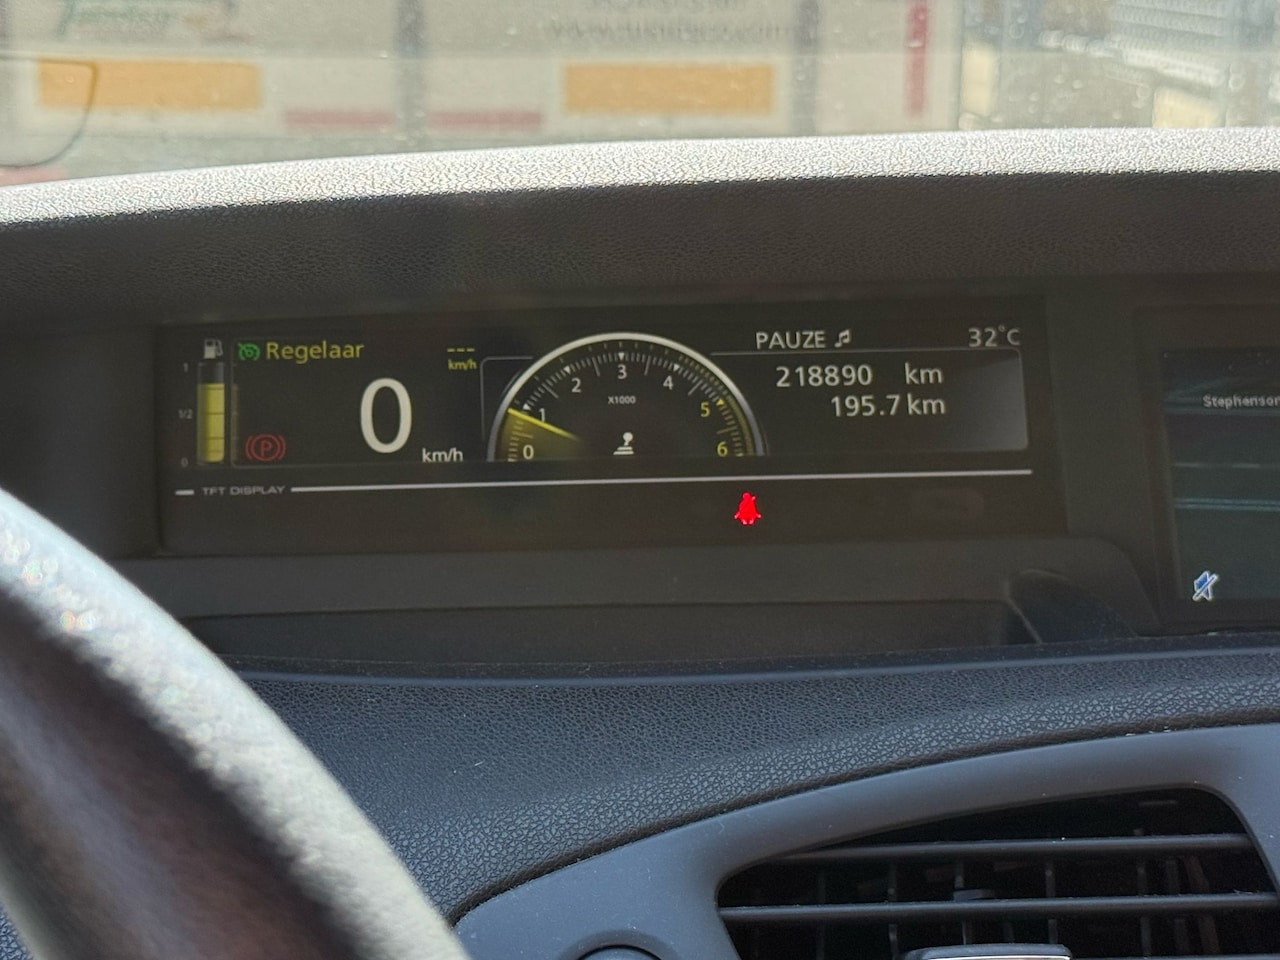 PAUZE
32°C
Regelaar
---
km/h
218890 km
195.7 km
1
1/2
0
0
km/h
0 1 2 3 4 5 6
X1000
P
TFT DISPLAY
Stephenson